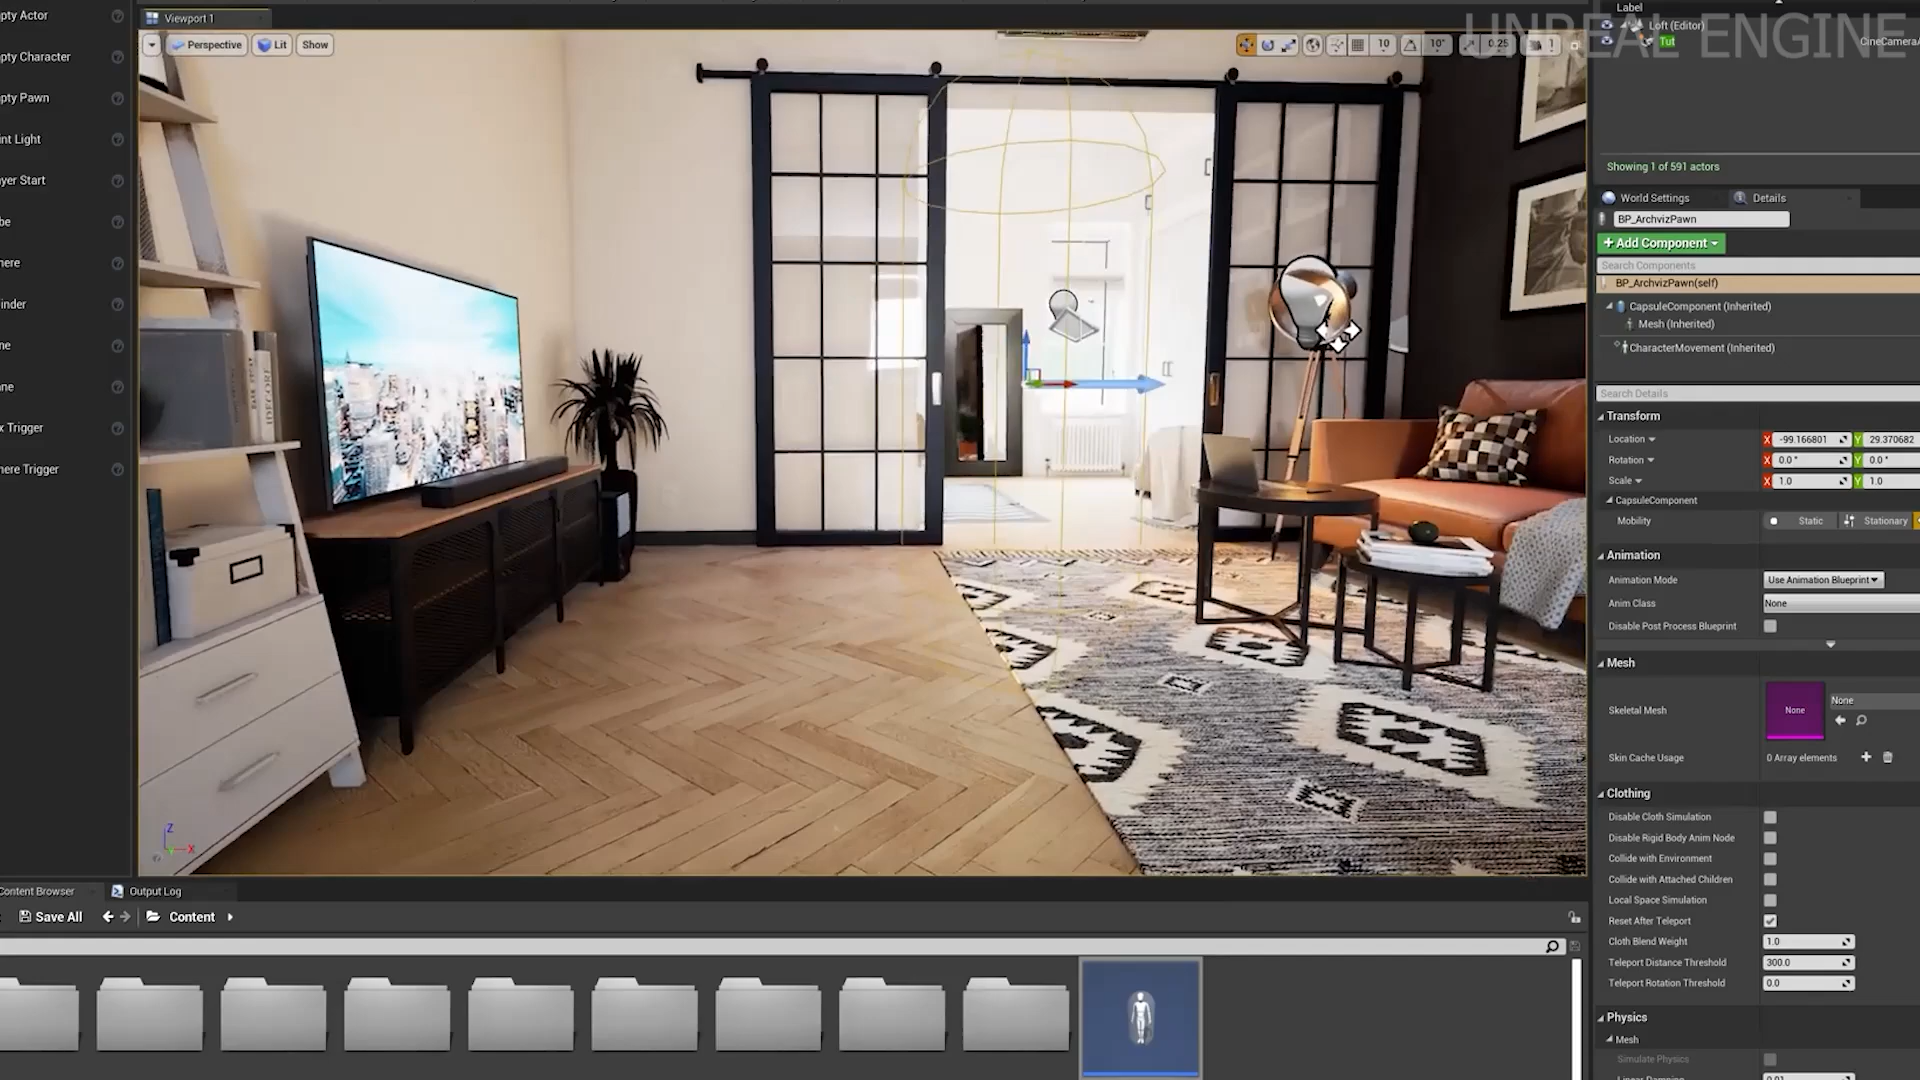 pty Actor
pty Character
pty Pawn
int Light
yer Start
be
here
inder
ne
ne
x Trigger
here Trigger
Viewport 1
Perspective
Lit
Show
10
10°
0.25
1
UNREAL ENGINE
Label
Loft (Editor)
Tut
CineCameraA
Showing 1 of 591 actors
World Settings
Details
BP_ArchvizPawn
+ Add Component
Search Components
BP_ArchvizPawn(self)
CapsuleComponent (Inherited)
Mesh (Inherited)
CharacterMovement (Inherited)
Search Details
Transform
Location X -99.166801 Y 29.370682
Rotation X 0.0° Y 0.0°
Scale X 1.0 Y 1.0
CapsuleComponent
Mobility Static Stationary
Animation
Animation Mode Use Animation Blueprint
Anim Class None
Disable Post Process Blueprint
Mesh
Skeletal Mesh None None
Skin Cache Usage 0 Array elements
Clothing
Disable Cloth Simulation
Disable Rigid Body Anim Node
Collide with Environment
Collide with Attached Children
Local Space Simulation
Reset After Teleport
Cloth Blend Weight 1.0
Teleport Distance Threshold 300.0
Teleport Rotation Threshold 0.0
Physics
Mesh
Simulate Physics
Z
X
Content Browser
Output Log
Save All
Content